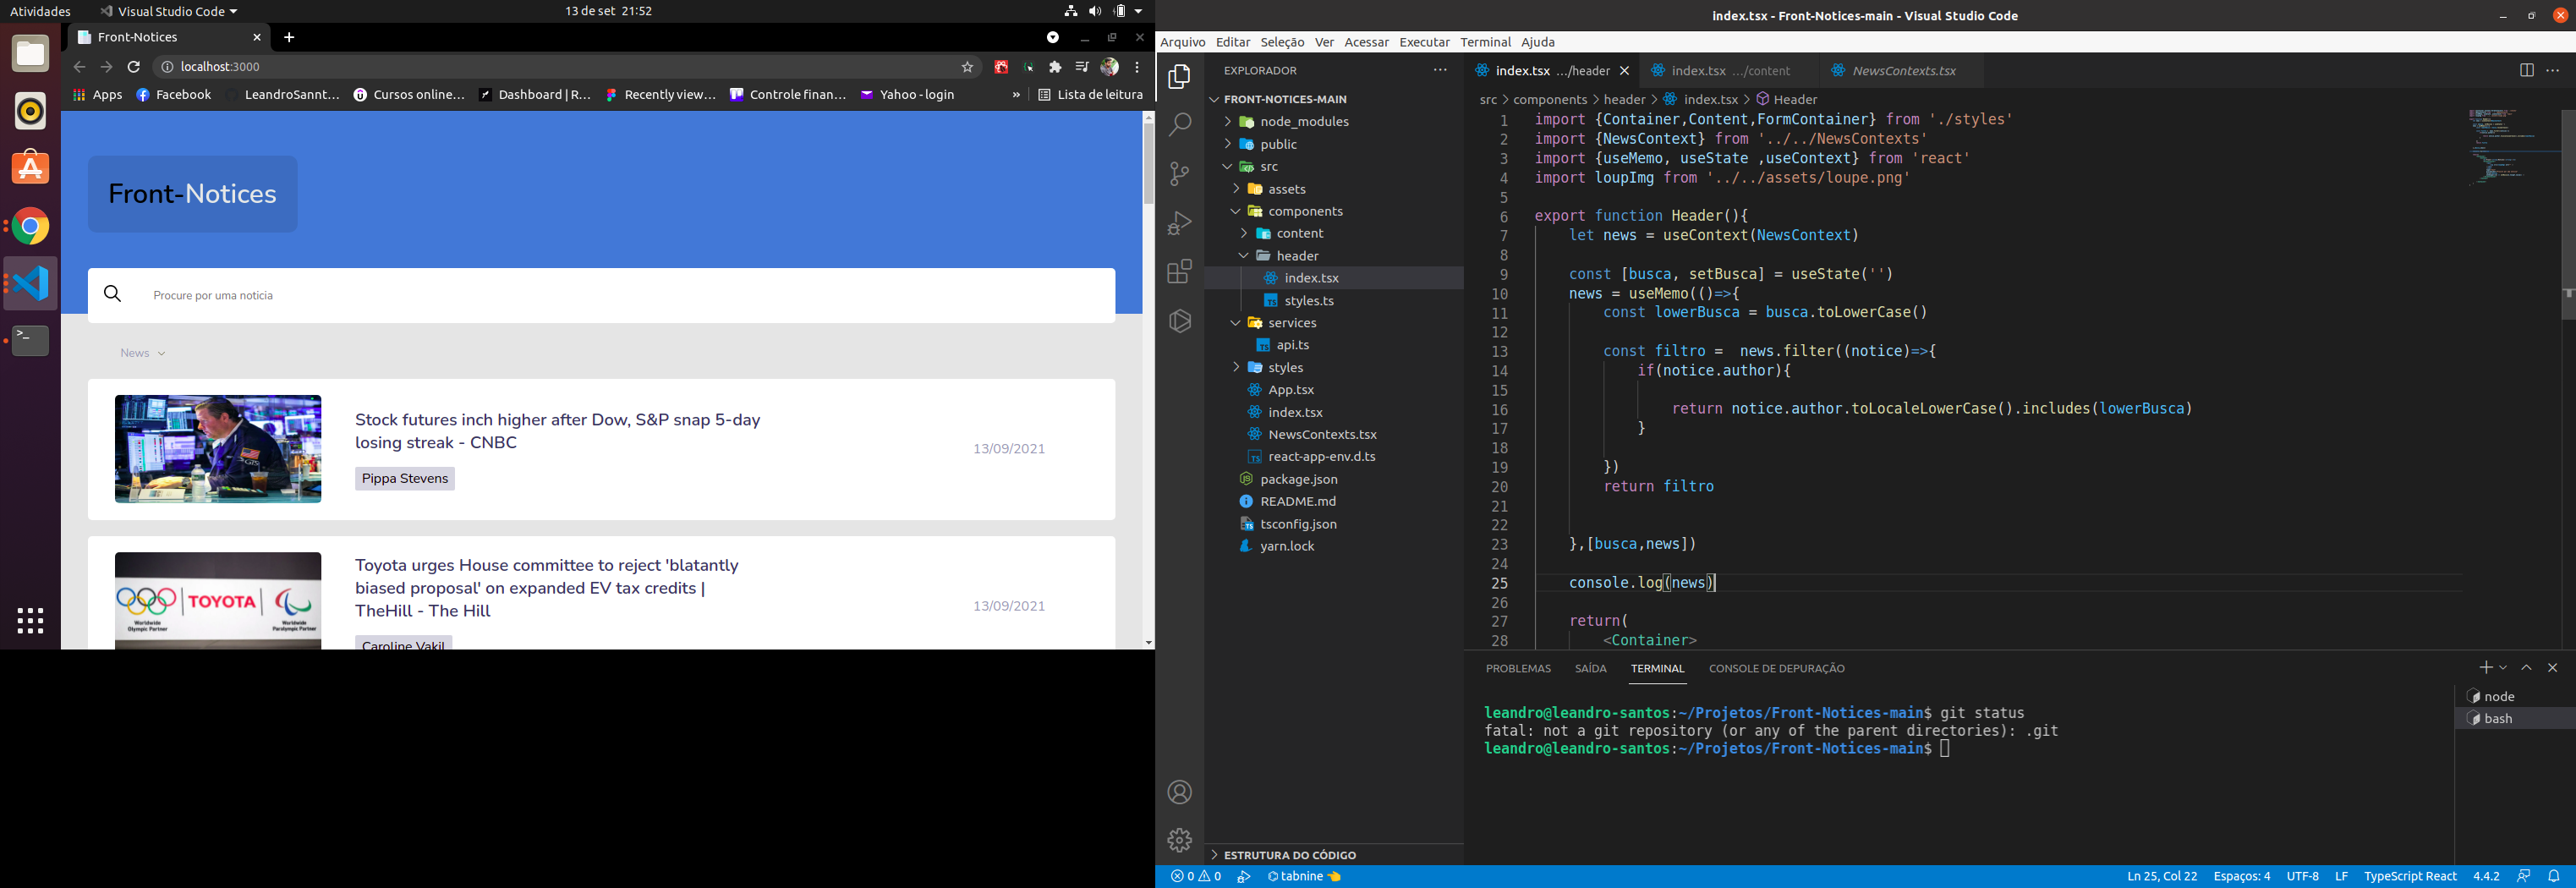 Atividades
Visual Studio Code
13 de set 21:52
Front-Notices
localhost:3000
Apps
Facebook
LeandroSannt...
Cursos online...
Dashboard | R...
Recently view...
Controle finan...
Yahoo - login
»
Lista de leitura
Front-Notices
Procure por uma noticia
News
Stock futures inch higher after Dow, S&P snap 5-day
losing streak - CNBC
13/09/2021
Pippa Stevens
TOYOTA
Worldwide
Olympic Partner
Worldwide
Paralympic Partner
Toyota urges House committee to reject 'blatantly
biased proposal' on expanded EV tax credits |
TheHill - The Hill
13/09/2021
Caroline Vakil
index.tsx - Front-Notices-main - Visual Studio Code
Arquivo Editar Seleção Ver Acessar Executar Terminal Ajuda
EXPLORADOR
FRONT-NOTICES-MAIN
node_modules
public
src
assets
components
content
header
index.tsx
styles.ts
services
api.ts
styles
App.tsx
index.tsx
NewsContexts.tsx
react-app-env.d.ts
package.json
README.md
tsconfig.json
yarn.lock
ESTRUTURA DO CÓDIGO
index.tsx .../header
index.tsx .../content
NewsContexts.tsx
src > components > header > index.tsx > Header
1 import {Container,Content,FormContainer} from './styles'
2 import {NewsContext} from '../../NewsContexts'
3 import {useMemo, useState ,useContext} from 'react'
4 import loupImg from '../../assets/loupe.png'
5
6 export function Header(){
7 let news = useContext(NewsContext)
8
9 const [busca, setBusca] = useState('')
10 news = useMemo(()=>{
11 const lowerBusca = busca.toLowerCase()
12
13 const filtro =  news.filter((notice)=>{
14 if(notice.author){
15
16 return notice.author.toLocaleLowerCase().includes(lowerBusca)
17 }
18
19 })
20 return filtro
21
22
23 },[busca,news])
24
25 console.log(news)
26
27 return(
28 <Container>
PROBLEMAS SAÍDA TERMINAL CONSOLE DE DEPURAÇÃO
leandro@leandro-santos:~/Projetos/Front-Notices-main$ git status
fatal: not a git repository (or any of the parent directories): .git
leandro@leandro-santos:~/Projetos/Front-Notices-main$
node
bash
0 0
tabnine
Ln 25, Col 22
Espaços: 4
UTF-8
LF
TypeScript React
4.4.2